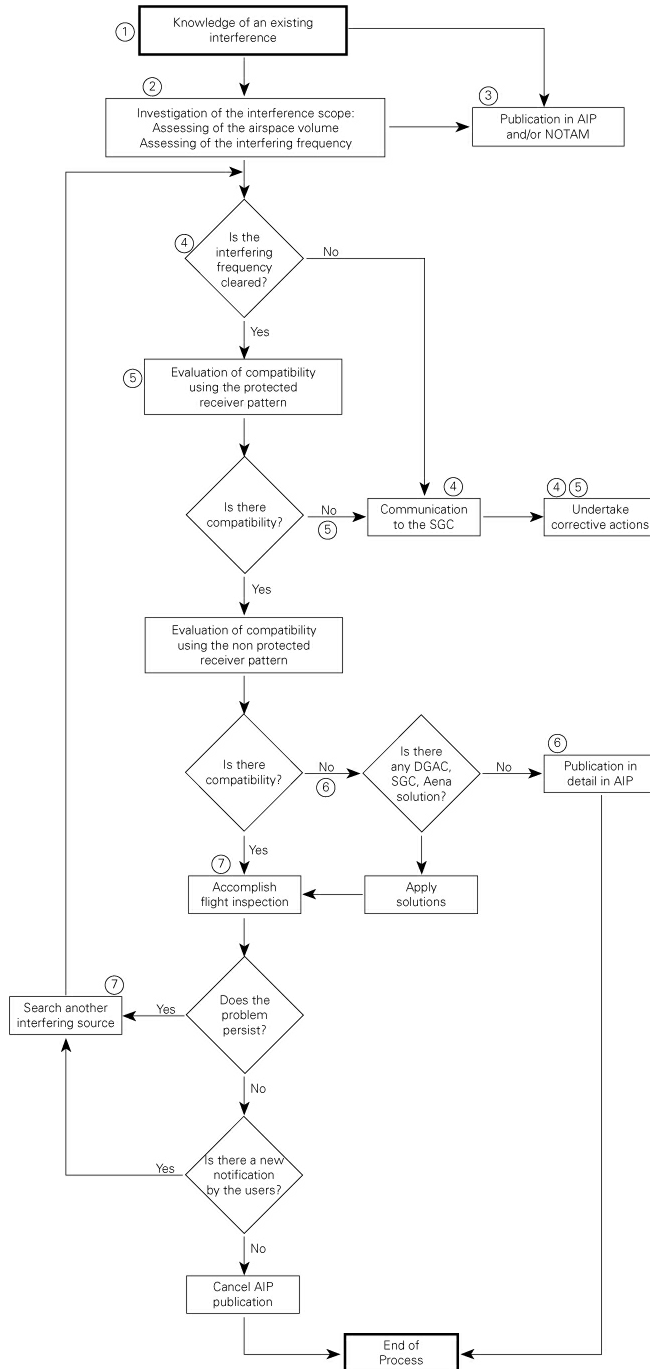 1
Knowledge of an existing
interference
2
3
Investigation of the interference scope:
Assessing of the airspace volume
Assessing of the interfering frequency
Publication in AIP
and/or NOTAM
4
Is the
interfering
frequency
cleared?
No
Yes
5
Evaluation of compatibility
using the protected
receiver pattern
Is there
compatibility?
No
5
4
Communication
to the SGC
4 5
Undertake
corrective actions
Yes
Evaluation of compatibility
using the non protected
receiver pattern
Is there
compatibility?
No
6
Is there
any DGAC,
SGC, Aena
solution?
No
6
Publication in
detail in AIP
Yes
7
Accomplish
flight inspection
Apply
solutions
7
Search another
interfering source
Yes
Does the
problem
persist?
No
Yes
Is there a new
notification
by the users?
No
Cancel AIP
publication
End of
Process